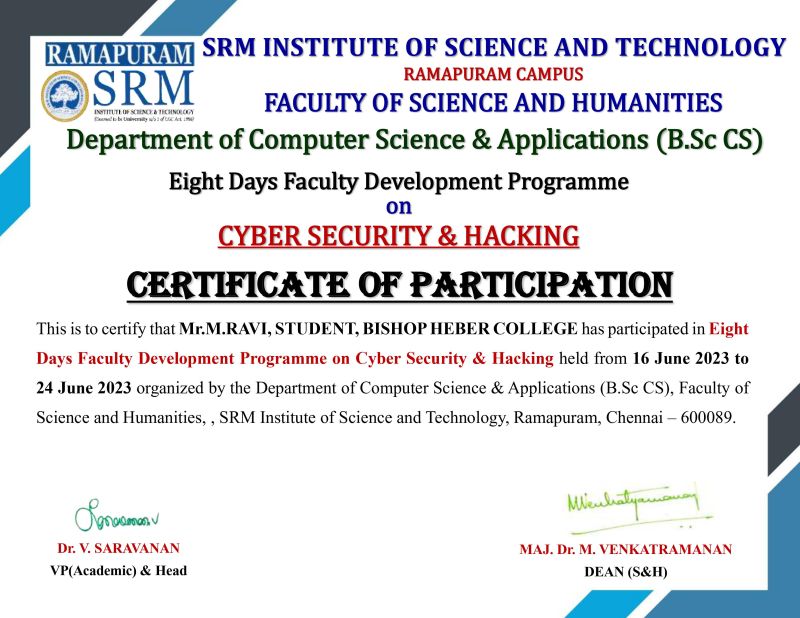 RAMAPURAM
SRM
INSTITUTE OF SCIENCE & TECHNOLOGY
(Deemed to be University u/s 3 of UGC Act, 1956)
SRM INSTITUTE OF SCIENCE AND TECHNOLOGY
RAMAPURAM CAMPUS
FACULTY OF SCIENCE AND HUMANITIES
Department of Computer Science & Applications (B.Sc CS)
Eight Days Faculty Development Programme
on
CYBER SECURITY & HACKING
CERTIFICATE OF PARTICIPATION
This is to certify that Mr.M.RAVI, STUDENT, BISHOP HEBER COLLEGE has participated in Eight
Days Faculty Development Programme on Cyber Security & Hacking held from 16 June 2023 to
24 June 2023 organized by the Department of Computer Science & Applications (B.Sc CS), Faculty of
Science and Humanities, , SRM Institute of Science and Technology, Ramapuram, Chennai – 600089.
Dr. V. SARAVANAN
VP(Academic) & Head
MAJ. Dr. M. VENKATRAMANAN
DEAN (S&H)